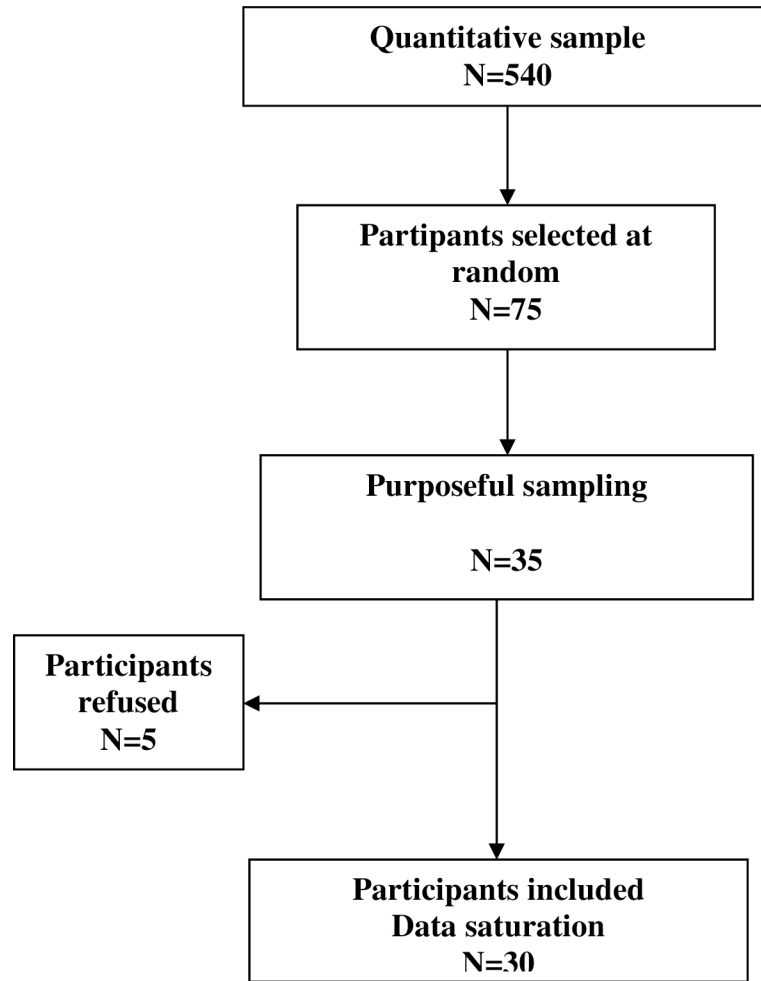 Quantitative sample
N=540
Partipants selected at
random
N=75
Purposeful sampling
N=35
Participants
refused
N=5
Participants included
Data saturation
N=30